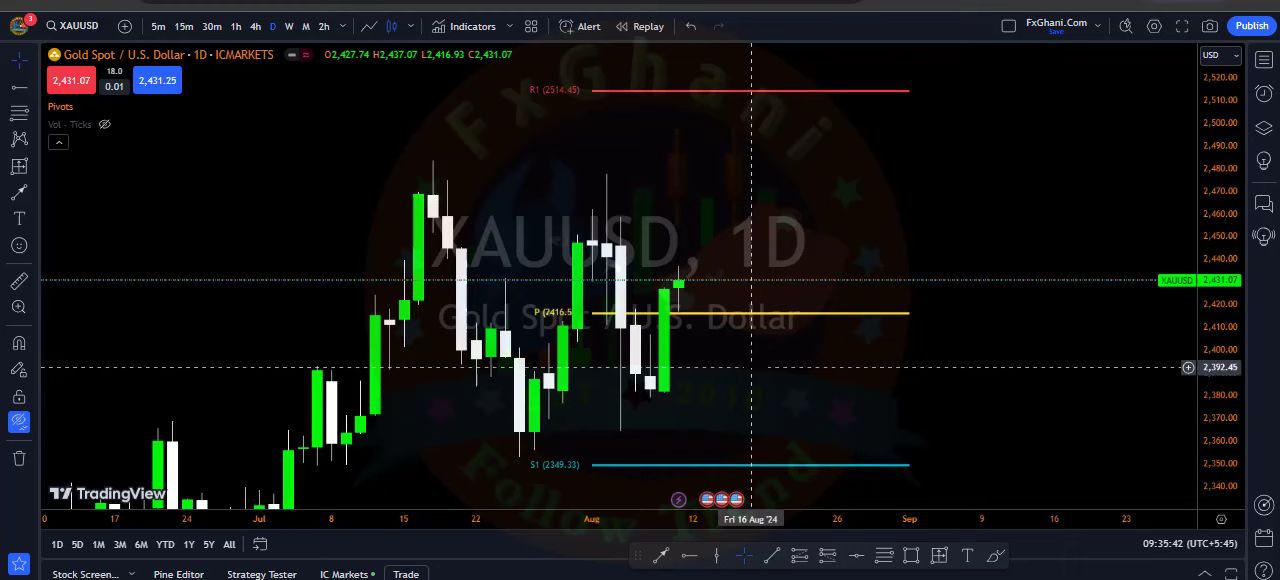 3
XAUUSD
5m 15m 30m 1h 4h D W M 2h
Indicators
Alert
Replay
FxGhani.Com
Save
Publish
Gold Spot / U.S. Dollar · 1D · ICMARKETS O2,427.74 H2,437.07 L2,416.93 C2,431.07
USD
2,431.07
18.0
0.01
2,431.25
Pivots
Vol - Ticks
R1 (2514.45)
P (2416.5
S1 (2349.33)
FxGhani
XAUUSD, 1D
Gold Spot / U.S. Dollar
Follow Trend
2,520.00
2,510.00
2,500.00
2,490.00
2,480.00
2,470.00
2,460.00
2,450.00
2,440.00
XAUUSD 2,431.07
2,420.00
2,410.00
2,400.00
2,392.45
2,380.00
2,370.00
2,360.00
2,350.00
2,340.00
TradingView
0 17 24 Jul 8 15 22 Aug 12 Fri 16 Aug '24 26 Sep 9 16 23
1D 5D 1M 3M 6M YTD 1Y 5Y All
09:35:42 (UTC+5:45)
Stock Screen...
Pine Editor
Strategy Tester
IC Markets
Trade